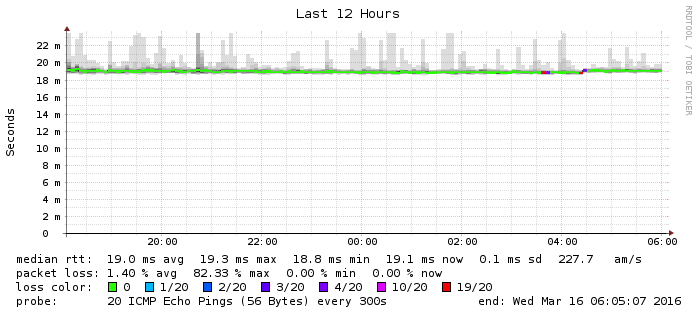 Last 12 Hours
RRDTOOL / TOBI OETIKER
Seconds
22 m
20 m
18 m
16 m
14 m
12 m
10 m
8 m
6 m
4 m
2 m
0
20:00 22:00 00:00 02:00 04:00 06:00
median rtt: 19.0 ms avg 19.3 ms max 18.8 ms min 19.1 ms now 0.1 ms sd 227.7 am/s
packet loss: 1.40 % avg 82.33 % max 0.00 % min 0.00 % now
loss color: 0 1/20 2/20 3/20 4/20 10/20 19/20
probe: 20 ICMP Echo Pings (56 Bytes) every 300s end: Wed Mar 16 06:05:07 2016